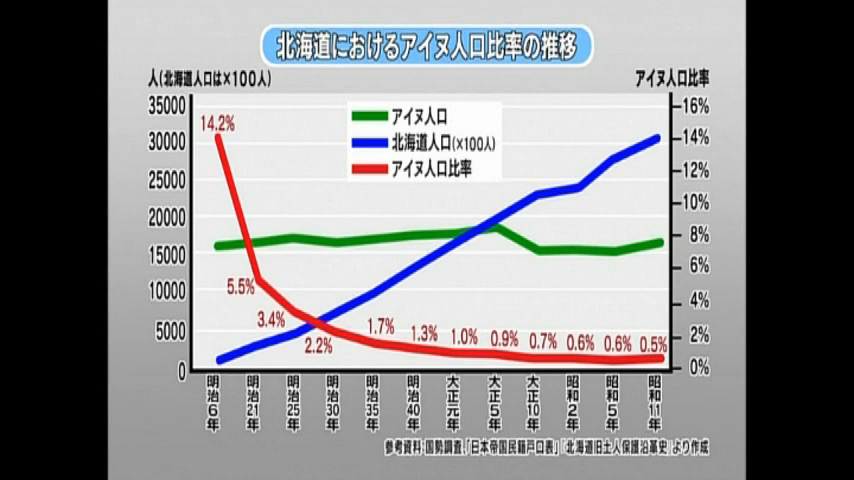 北海道におけるアイヌ人口比率の推移
人(北海道人口は×100人)
アイヌ人口比率
35000
30000
25000
20000
15000
10000
5000
0
16%
14%
12%
10%
8%
6%
4%
2%
0%
アイヌ人口
北海道人口(×100人)
アイヌ人口比率
14.2%
5.5%
3.4%
2.2%
1.7%
1.3%
1.0%
0.9%
0.7%
0.6%
0.6%
0.5%
明治6年
明治21年
明治25年
明治30年
明治35年
明治40年
大正元年
大正5年
大正10年
昭和2年
昭和5年
昭和11年
参考資料:国勢調査、「日本帝国民籍戸口表」「北海道旧土人保護沿革史」より作成